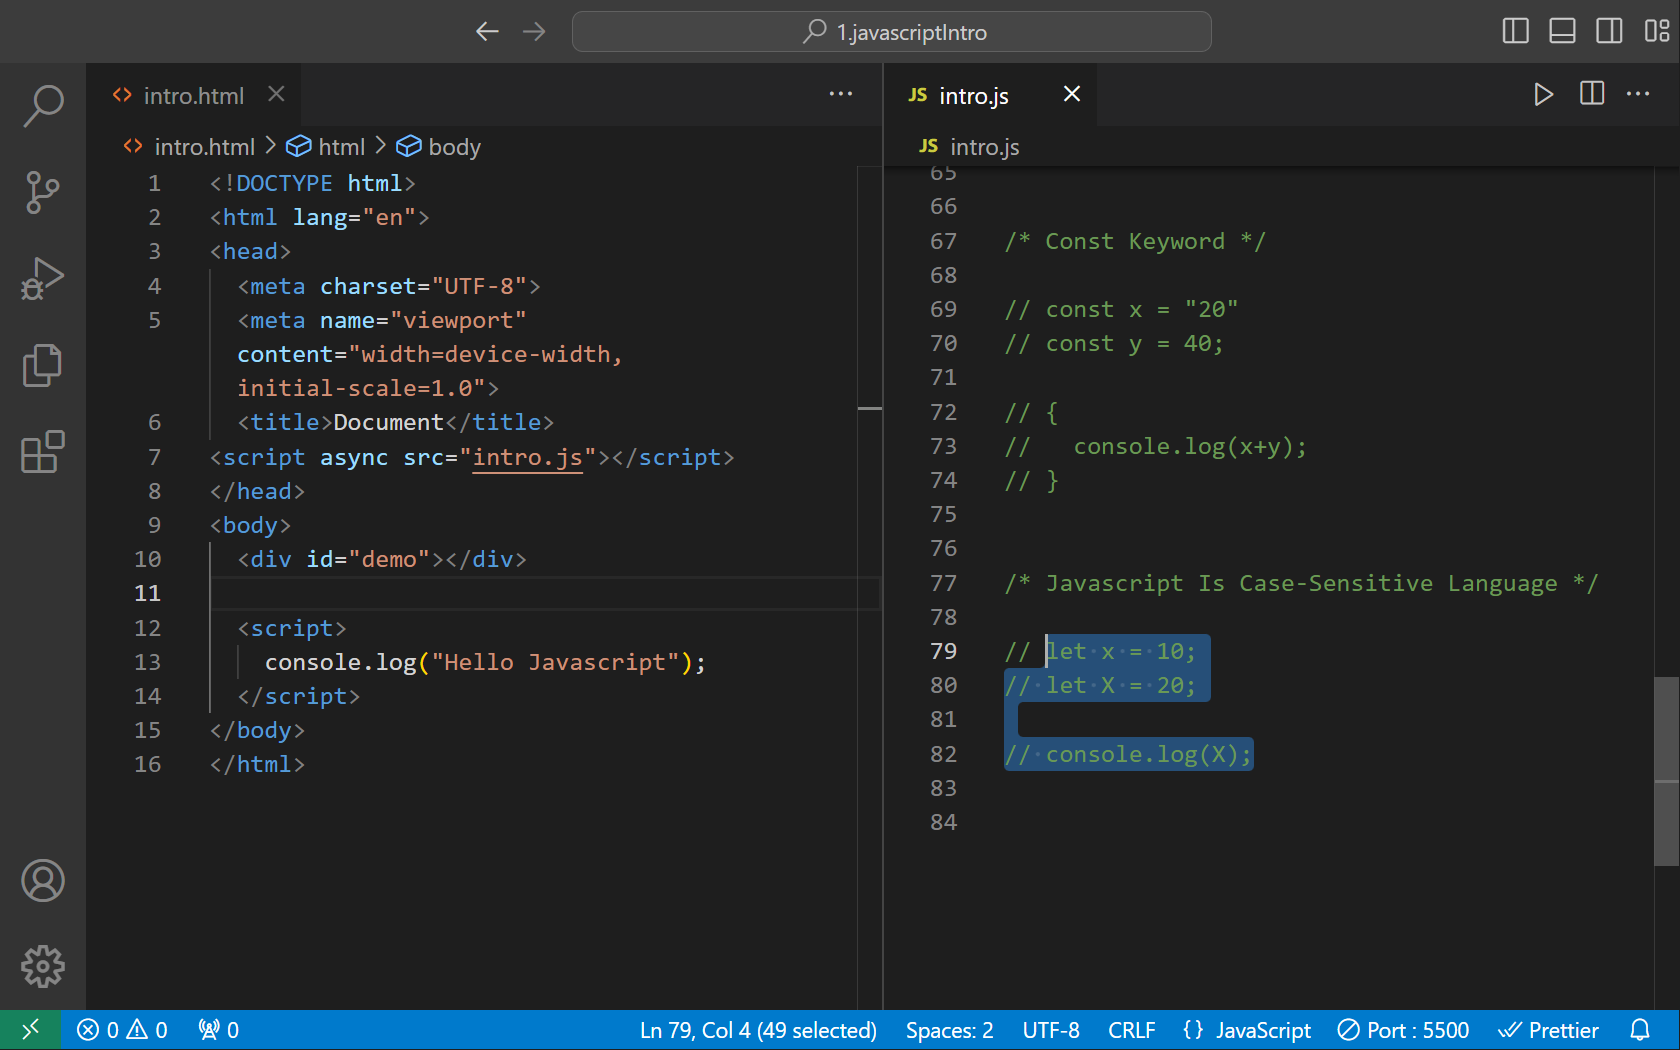 1.javascriptIntro
intro.html
intro.html > html > body
1 <!DOCTYPE html>
2 <html lang="en">
3 <head>
4 <meta charset="UTF-8">
5 <meta name="viewport"
content="width=device-width,
initial-scale=1.0">
6 <title>Document</title>
7 <script async src="intro.js"></script>
8 </head>
9 <body>
10 <div id="demo"></div>
11
12 <script>
13 console.log("Hello Javascript");
14 </script>
15 </body>
16 </html>
JS intro.js
JS intro.js
65
66
67 /* Const Keyword */
68
69 // const x = "20"
70 // const y = 40;
71
72 // {
73 //   console.log(x+y);
74 // }
75
76
77 /* Javascript Is Case-Sensitive Language */
78
79 // let x = 10;
80 // let X = 20;
81
82 // console.log(X);
83
84
0 0 0 Ln 79, Col 4 (49 selected) Spaces: 2 UTF-8 CRLF {} JavaScript Port : 5500 Prettier